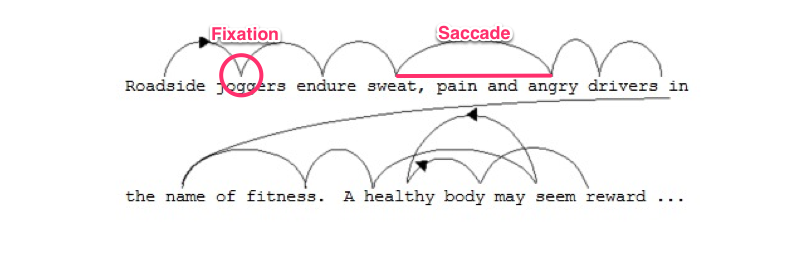 Fixation Saccade
Roadside joggers endure sweat, pain and angry drivers in
the name of fitness. A healthy body may seem reward ...